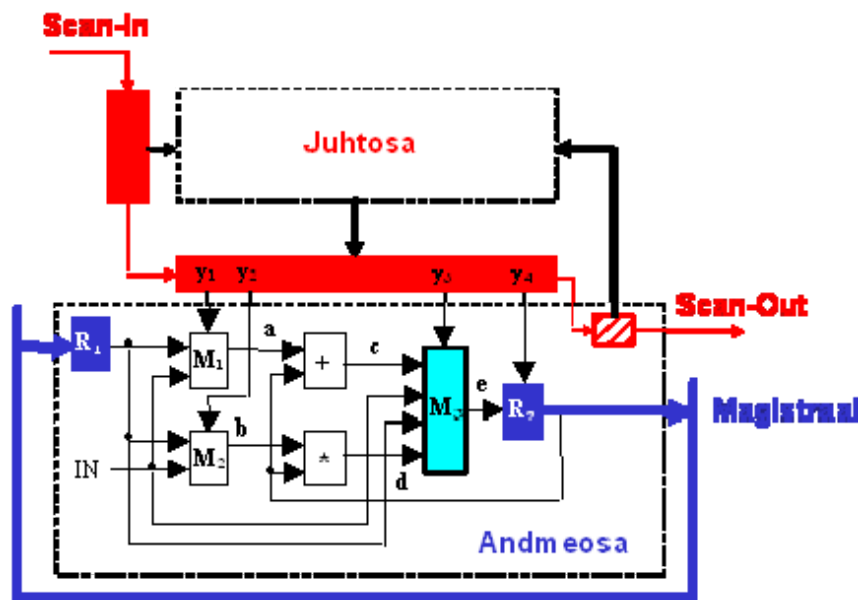 Scan-In
Juhtosa
y1 y2 y3 y4
Scan-Out
R1
M1
a
+
c
M3
e
R2
Magistraal
M2
b
*
d
IN
Andmeosa